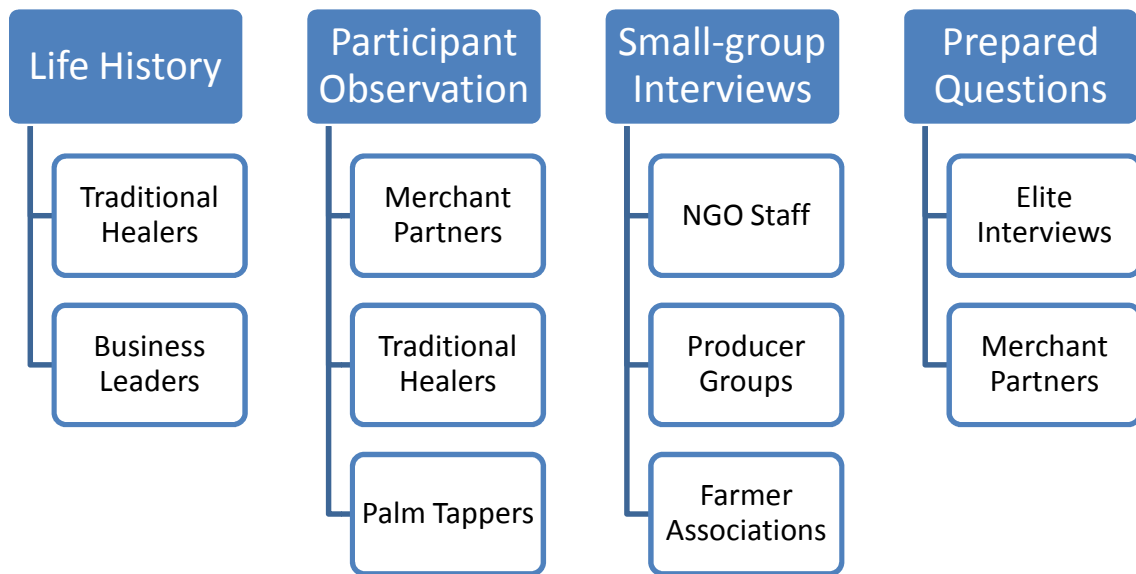 Life History
Traditional
Healers
Business
Leaders
Participant
Observation
Merchant
Partners
Traditional
Healers
Palm Tappers
Small-group
Interviews
NGO Staff
Producer
Groups
Farmer
Associations
Prepared
Questions
Elite
Interviews
Merchant
Partners